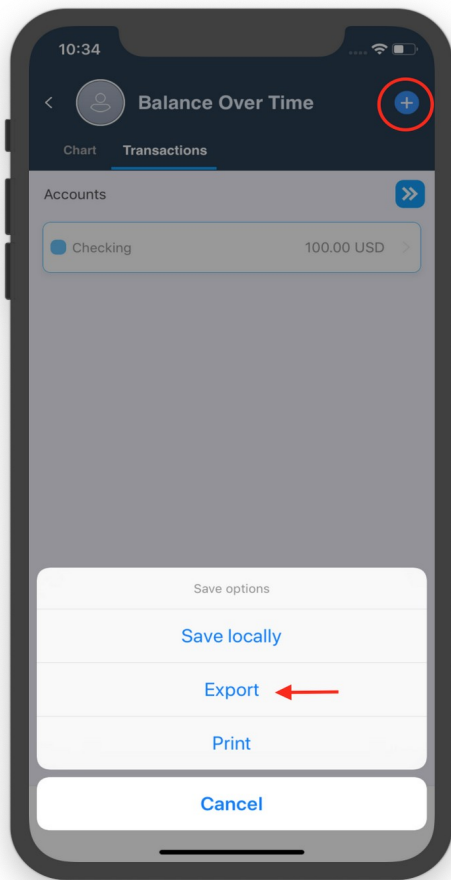 10:34
Balance Over Time
Chart Transactions
Accounts
Checking 100.00 USD
Save options
Save locally
Export
Print
Cancel